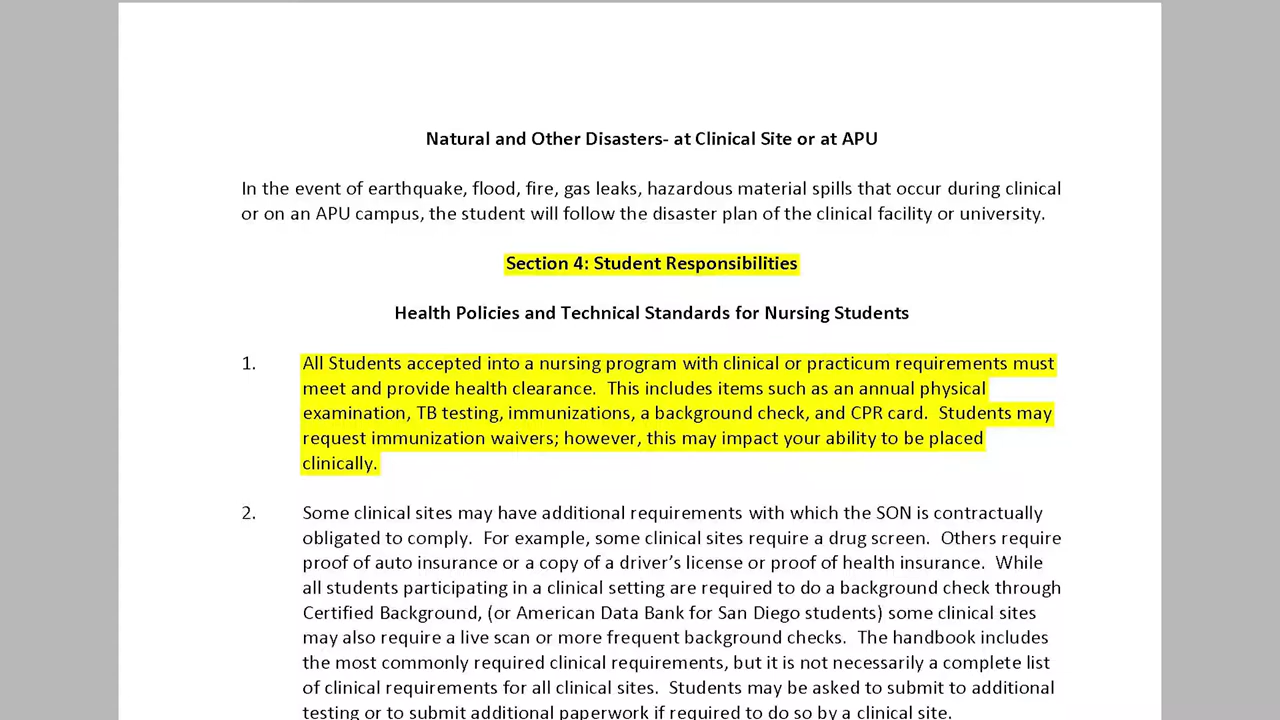 Natural and Other Disasters- at Clinical Site or at APU
In the event of earthquake, flood, fire, gas leaks, hazardous material spills that occur during clinical
or on an APU campus, the student will follow the disaster plan of the clinical facility or university.
Section 4: Student Responsibilities
Health Policies and Technical Standards for Nursing Students
1. All Students accepted into a nursing program with clinical or practicum requirements must
meet and provide health clearance. This includes items such as an annual physical
examination, TB testing, immunizations, a background check, and CPR card. Students may
request immunization waivers; however, this may impact your ability to be placed
clinically.
2. Some clinical sites may have additional requirements with which the SON is contractually
obligated to comply. For example, some clinical sites require a drug screen. Others require
proof of auto insurance or a copy of a driver's license or proof of health insurance. While
all students participating in a clinical setting are required to do a background check through
Certified Background, (or American Data Bank for San Diego students) some clinical sites
may also require a live scan or more frequent background checks. The handbook includes
the most commonly required clinical requirements, but it is not necessarily a complete list
of clinical requirements for all clinical sites. Students may be asked to submit to additional
testing or to submit additional paperwork if required to do so by a clinical site.